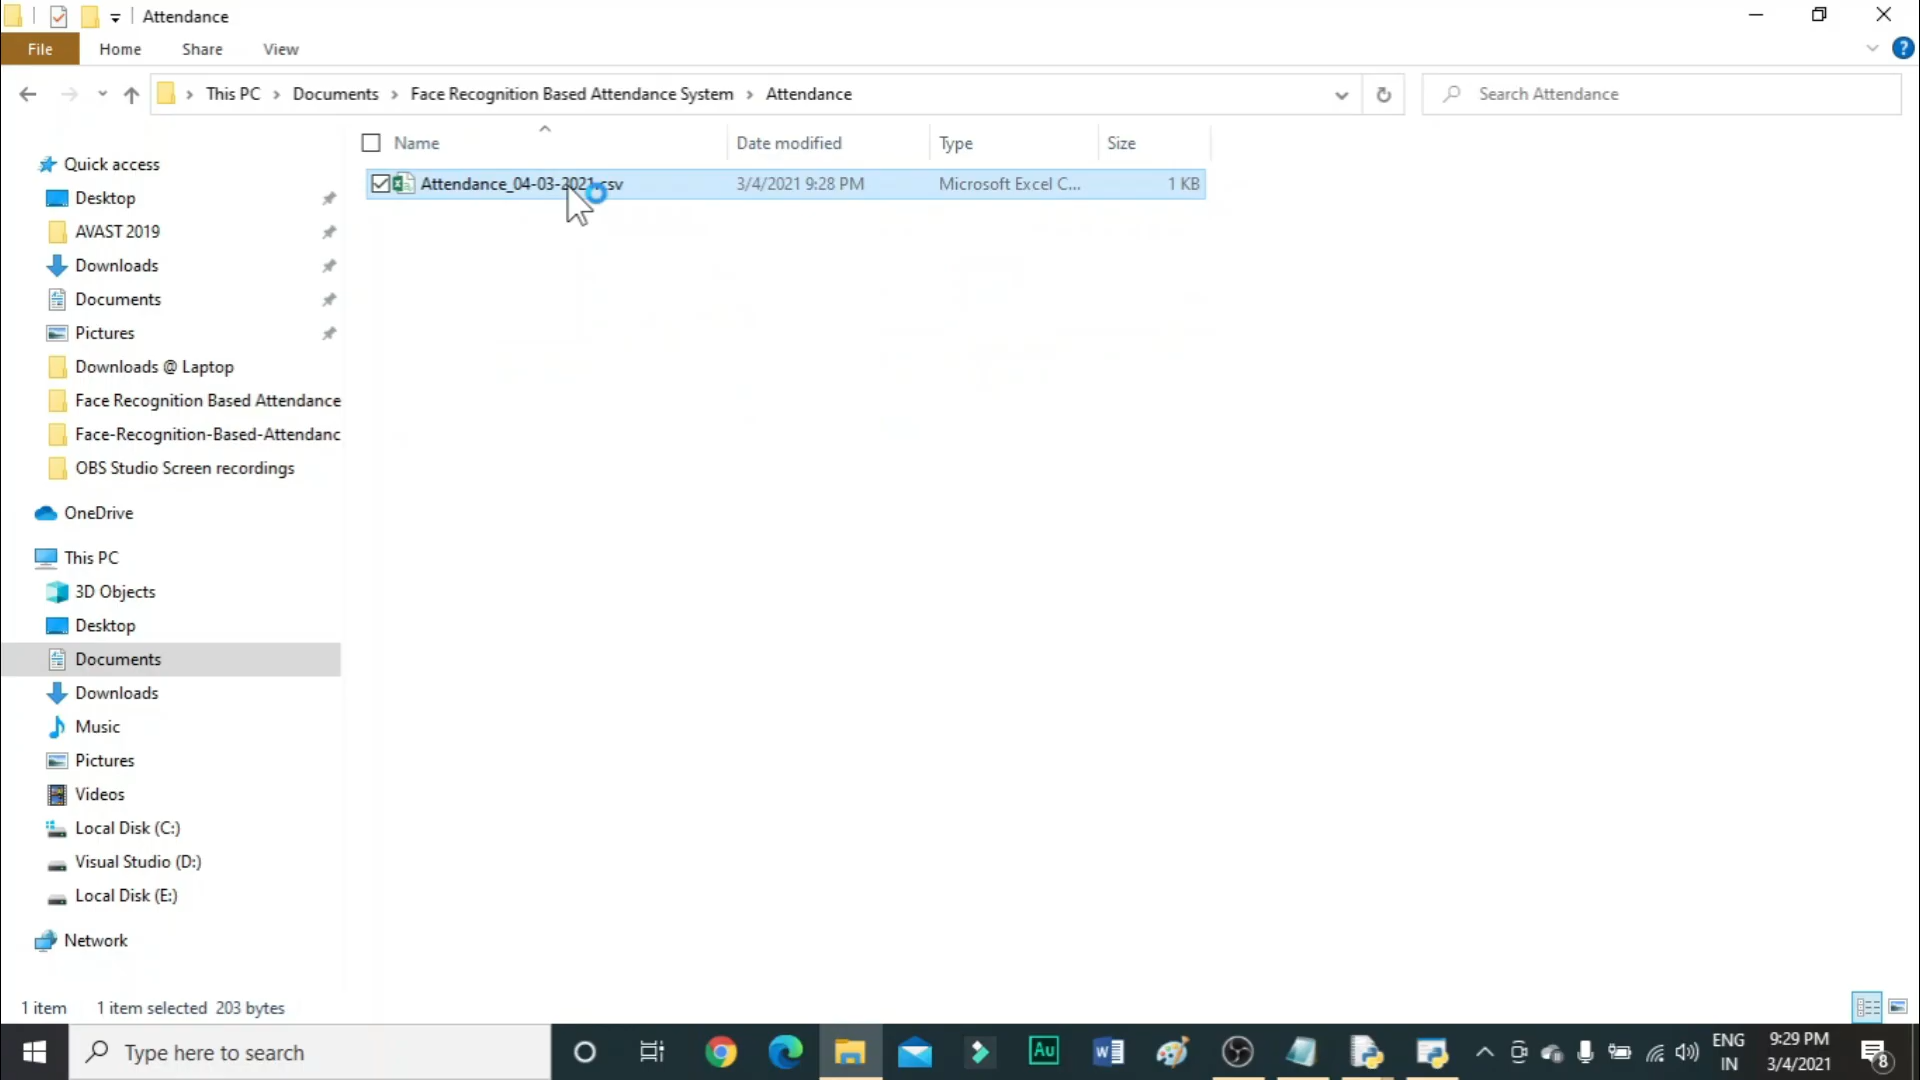 Attendance
File Home Share View
This PC > Documents > Face Recognition Based Attendance System > Attendance
Search Attendance
Name Date modified Type Size
Attendance_04-03-2021.csv 3/4/2021 9:28 PM Microsoft Excel C... 1 KB
Quick access
Desktop
AVAST 2019
Downloads
Documents
Pictures
Downloads @ Laptop
Face Recognition Based Attendance
Face-Recognition-Based-Attendanc
OBS Studio Screen recordings
OneDrive
This PC
3D Objects
Desktop
Documents
Downloads
Music
Pictures
Videos
Local Disk (C:)
Visual Studio (D:)
Local Disk (E:)
Network
1 item 1 item selected 203 bytes
Type here to search
Au
ENG
IN
9:29 PM
3/4/2021
8